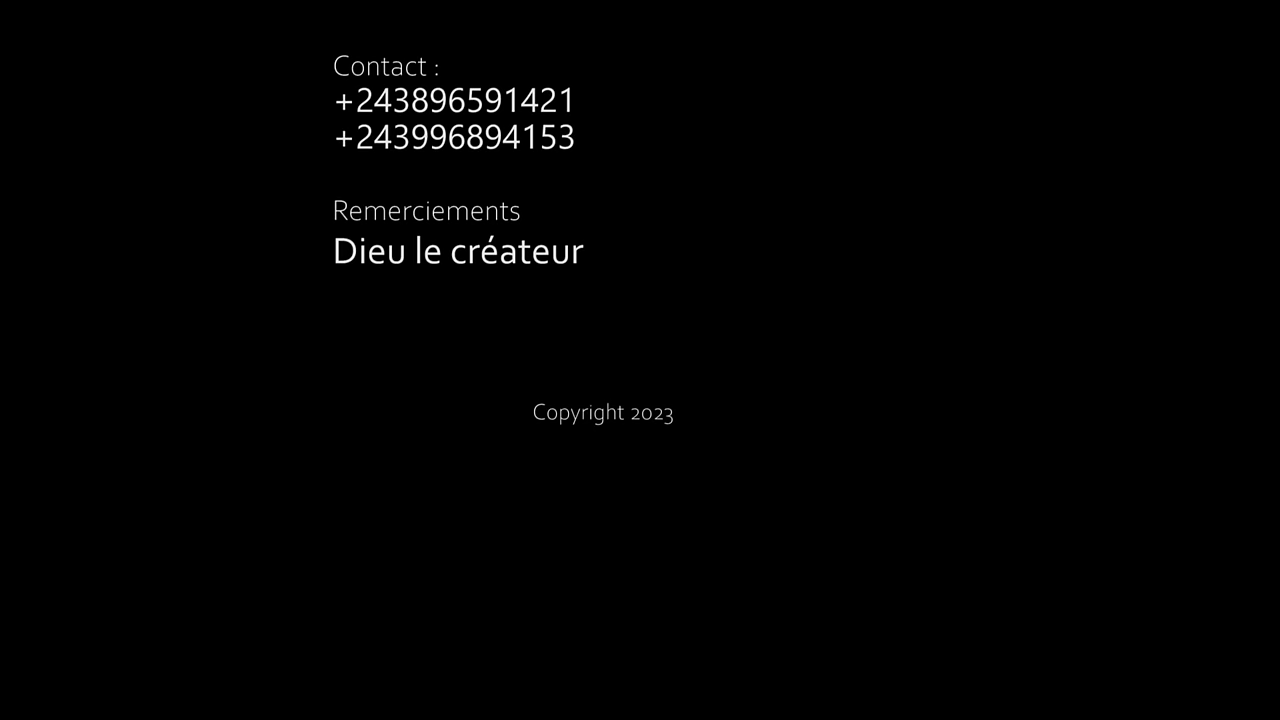 Contact :
+243896591421
+243996894153
Remerciements
Dieu le créateur
Copyright 2023